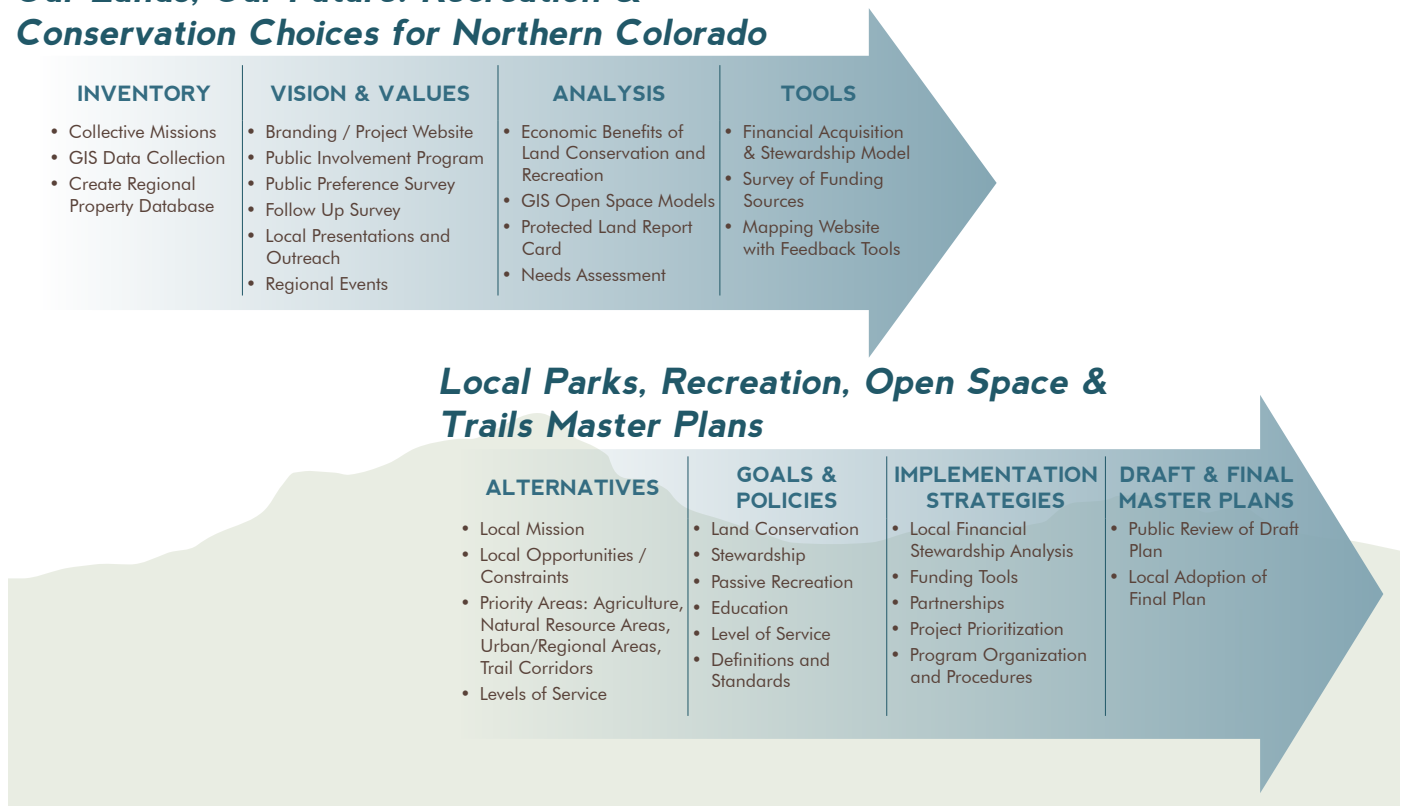 Our Lands, Our Future: Recreation &
Conservation Choices for Northern Colorado
INVENTORY
• Collective Missions
• GIS Data Collection
• Create Regional
Property Database
VISION & VALUES
• Branding / Project Website
• Public Involvement Program
• Public Preference Survey
• Follow Up Survey
• Local Presentations and
Outreach
• Regional Events
ANALYSIS
• Economic Benefits of
Land Conservation and
Recreation
• GIS Open Space Models
• Protected Land Report
Card
• Needs Assessment
TOOLS
• Financial Acquisition
& Stewardship Model
• Survey of Funding
Sources
• Mapping Website
with Feedback Tools
Local Parks, Recreation, Open Space &
Trails Master Plans
ALTERNATIVES
• Local Mission
• Local Opportunities /
Constraints
• Priority Areas: Agriculture,
Natural Resource Areas,
Urban/Regional Areas,
Trail Corridors
• Levels of Service
GOALS &
POLICIES
• Land Conservation
• Stewardship
• Passive Recreation
• Education
• Level of Service
• Definitions and
Standards
IMPLEMENTATION
STRATEGIES
• Local Financial
Stewardship Analysis
• Funding Tools
• Partnerships
• Project Prioritization
• Program Organization
and Procedures
DRAFT & FINAL
MASTER PLANS
• Public Review of Draft
Plan
• Local Adoption of
Final Plan